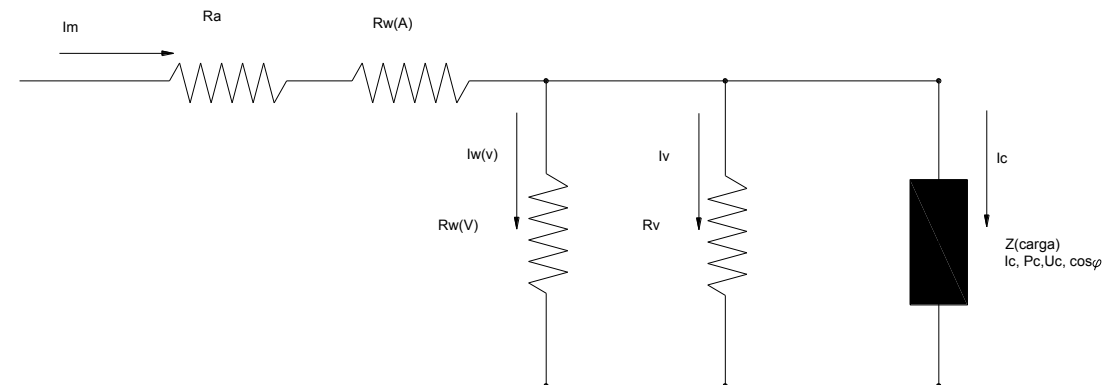 Im
Ra
Rw(A)
Iw(v)
Iv
Ic
Rw(V)
Rv
Z(carga)
Ic, Pc,Uc, cosφ